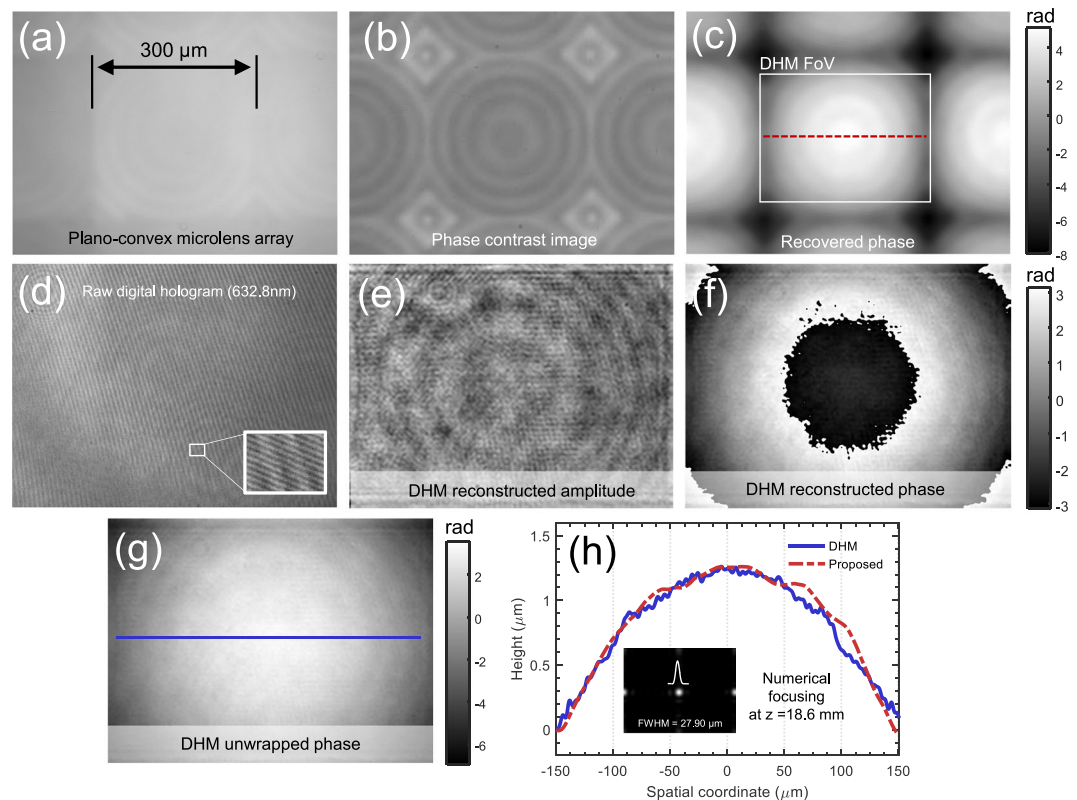 (a)
300 μm
Plano-convex microlens array
(b)
Phase contrast image
(c)
DHM FoV
Recovered phase
rad
4
2
0
-2
-4
-6
-8
(d)
Raw digital hologram (632.8nm)
(e)
DHM reconstructed amplitude
(f)
DHM reconstructed phase
rad
3
2
1
0
-1
-2
-3
(g)
DHM unwrapped phase
rad
2
0
-2
-4
-6
(h)
DHM
Proposed
Height (μm)
1.5
1
0.5
0
FWHM = 27.90 μm
Numerical
focusing
at z =18.6 mm
-150 -100 -50 0 50 100 150
Spatial coordinate (μm)